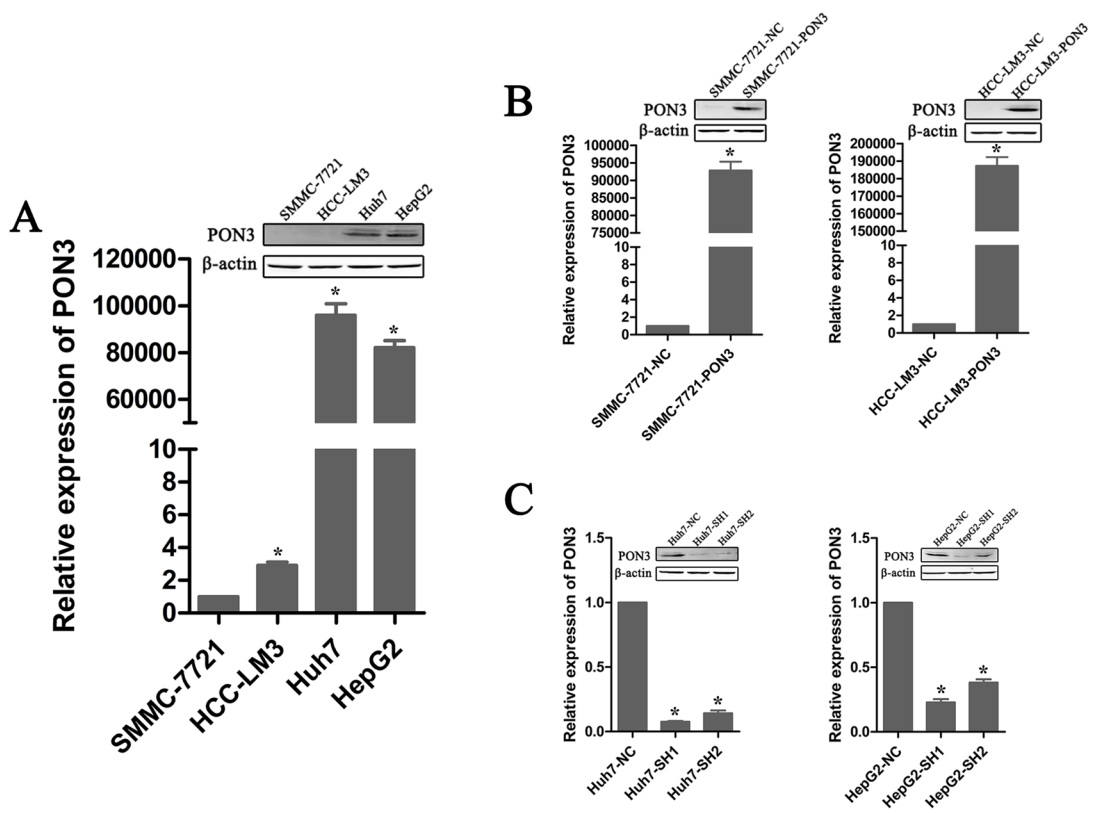 A
SMMC-7721
HCC-LM3
Huh7
HepG2
PON3
β-actin
Relative expression of PON3
120000
100000
80000
60000
10
8
6
4
2
0
*
*
*
SMMC-7721
HCC-LM3
Huh7
HepG2
B
SMMC-7721-NC
SMMC-7721-PON3
PON3
β-actin
Relative expression of PON3
100000
95000
90000
85000
80000
75000
10
8
6
4
2
0
*
SMMC-7721-NC
SMMC-7721-PON3
HCC-LM3-NC
HCC-LM3-PON3
PON3
β-actin
Relative expression of PON3
200000
190000
180000
170000
160000
150000
10
8
6
4
2
0
*
HCC-LM3-NC
HCC-LM3-PON3
C
Huh7-NC
Huh7-SH1
Huh7-SH2
PON3
β-actin
Relative expression of PON3
1.5
1.0
0.5
0.0
*
*
Huh7-NC
Huh7-SH1
Huh7-SH2
HepG2-NC
HepG2-SH1
HepG2-SH2
PON3
β-actin
Relative expression of PON3
1.5
1.0
0.5
0.0
*
*
HepG2-NC
HepG2-SH1
HepG2-SH2